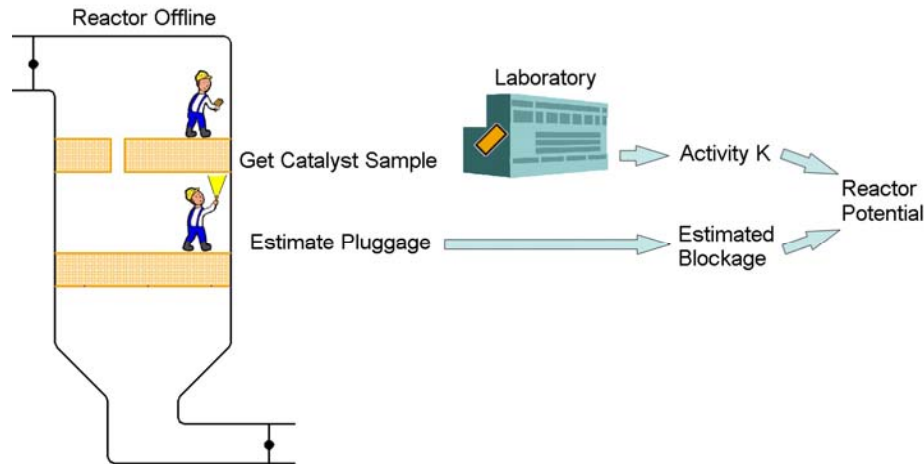 Reactor Offline
Laboratory
Get Catalyst Sample
Activity K
Reactor
Potential
Estimate Pluggage
Estimated
Blockage